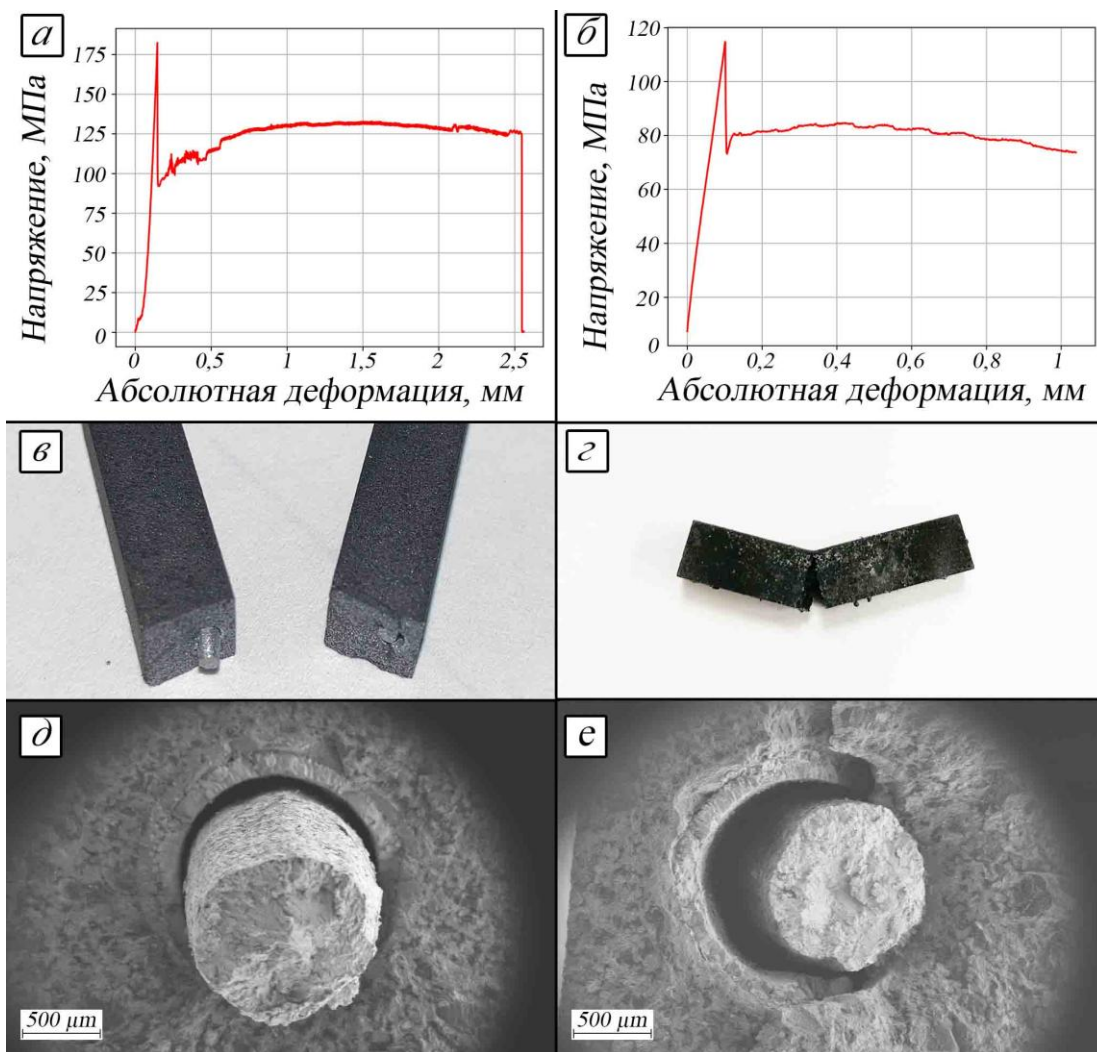 а
Напряжение, МПа
175
150
125
100
75
50
25
0
0 0,5 1 1,5 2 2,5
Абсолютная деформация, мм
б
Напряжение, МПа
120
100
80
60
40
20
0
0 0,2 0,4 0,6 0,8 1
Абсолютная деформация, мм
в
г
д
500 µm
е
500 µm